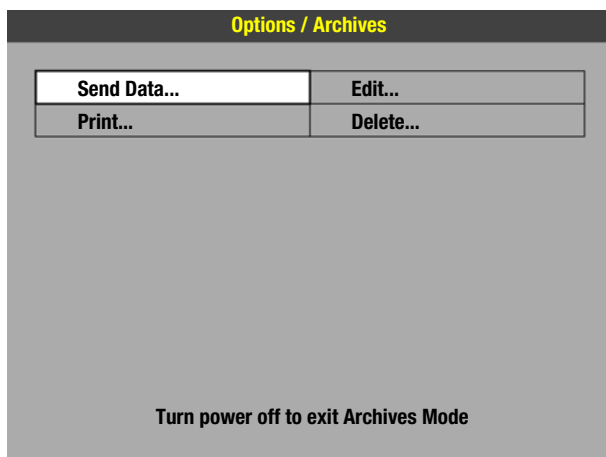 Options / Archives
Send Data... Edit...
Print... Delete...
Turn power off to exit Archives Mode